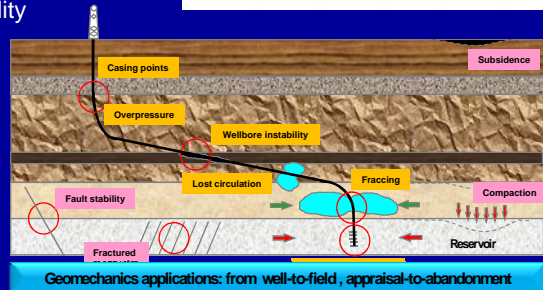 lity
Casing points
Subsidence
Overpressure
Wellbore instability
Lost circulation
Fraccing
Fault stability
Compaction
Fractured
Reservoir
Geomechanics applications: from well-to-field , appraisal-to-abandonment